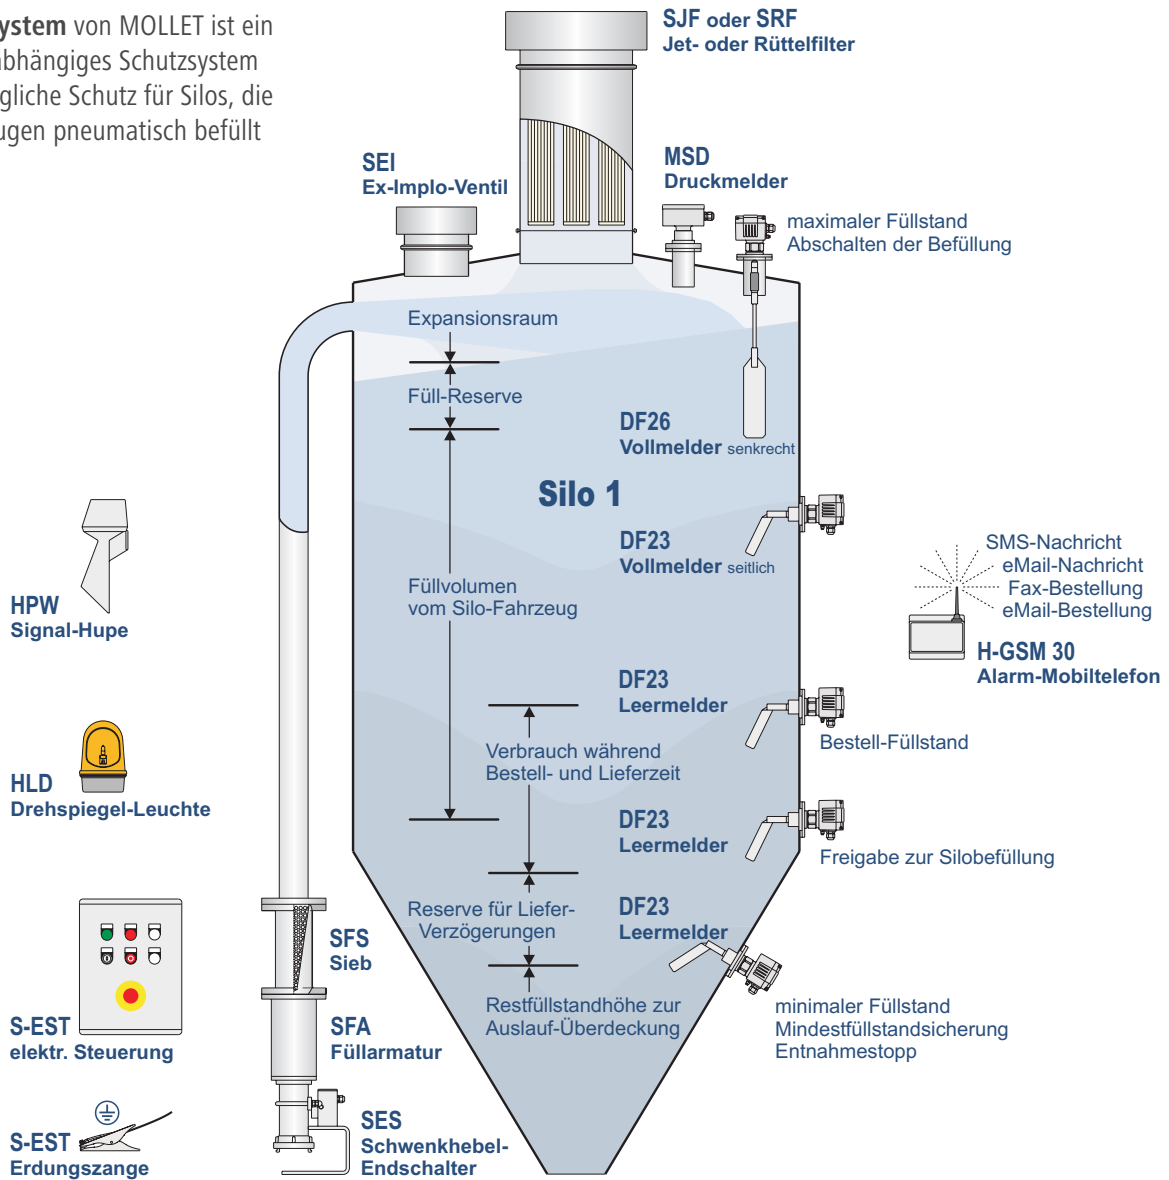 ystem von MOLLET ist ein
abhängiges Schutzsystem
gliche Schutz für Silos, die
ugen pneumatisch befüllt
SJF oder SRF
Jet- oder Rüttelfilter
SEI
Ex-Implo-Ventil
MSD
Druckmelder
maximaler Füllstand
Abschalten der Befüllung
Expansionsraum
Füll-Reserve
DF26
Vollmelder senkrecht
Silo 1
DF23
Vollmelder seitlich
Füllvolumen
vom Silo-Fahrzeug
HPW
Signal-Hupe
SMS-Nachricht
eMail-Nachricht
Fax-Bestellung
eMail-Bestellung
H-GSM 30
Alarm-Mobiltelefon
DF23
Leermelder
Bestell-Füllstand
Verbrauch während
Bestell- und Lieferzeit
HLD
Drehspiegel-Leuchte
DF23
Leermelder
Freigabe zur Silobefüllung
Reserve für Liefer-
Verzögerungen
DF23
Leermelder
SFS
Sieb
Restfüllstandhöhe zur
Auslauf-Überdeckung
minimaler Füllstand
Mindestfüllstandsicherung
Entnahmestopp
S-EST
elektr. Steuerung
SFA
Füllarmatur
S-EST
Erdungszange
SES
Schwenkhebel-
Endschalter